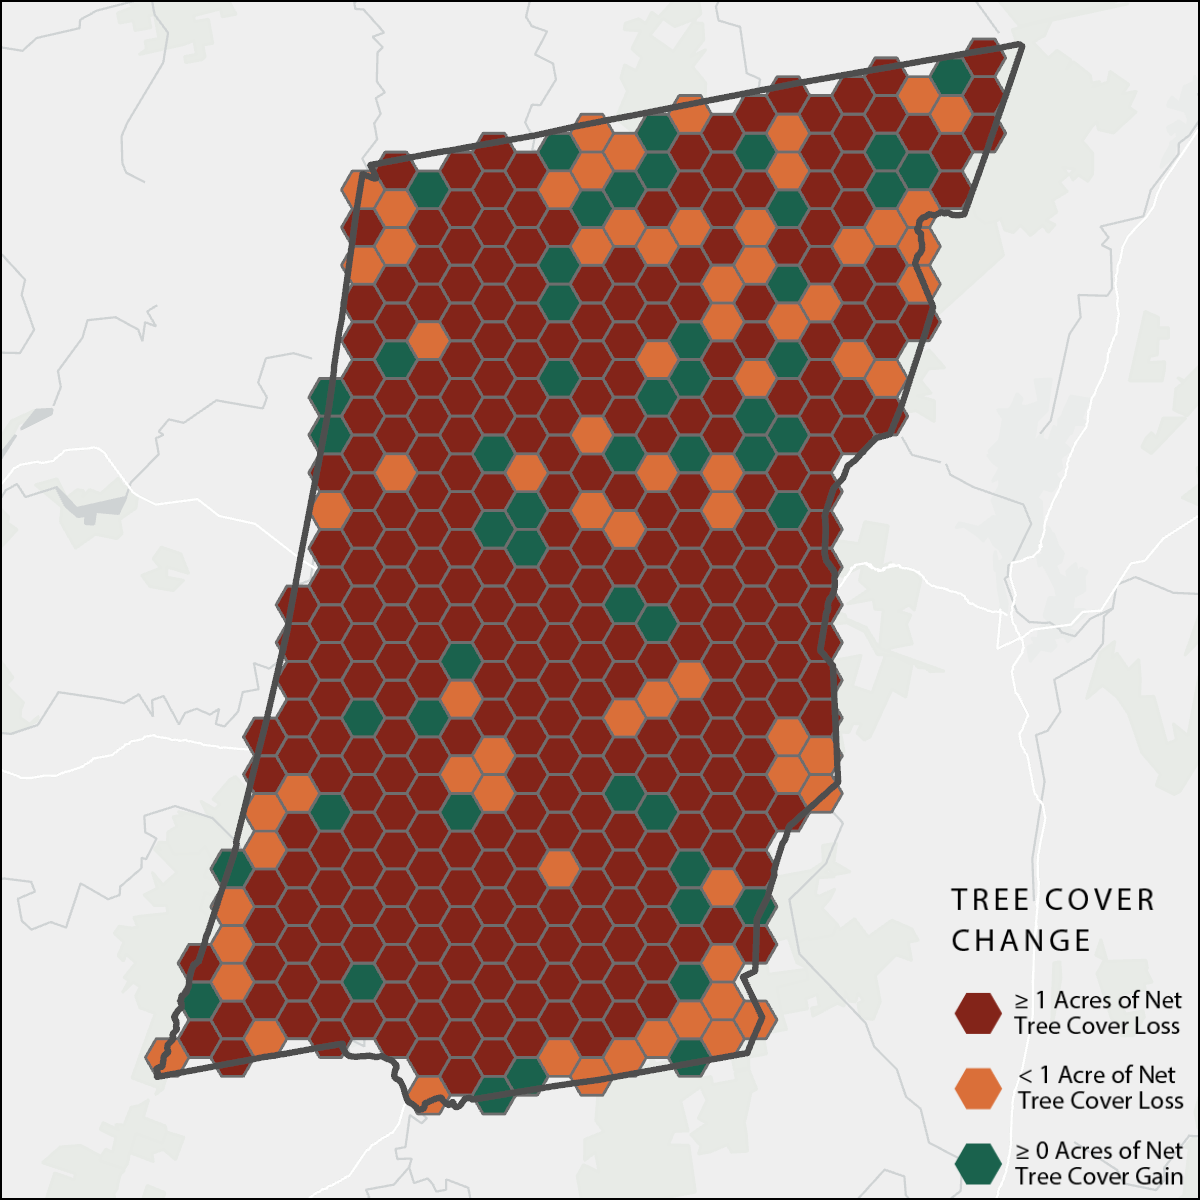 TREE COVER
CHANGE
≥ 1 Acres of Net
Tree Cover Loss
< 1 Acre of Net
Tree Cover Loss
≥ 0 Acres of Net
Tree Cover Gain